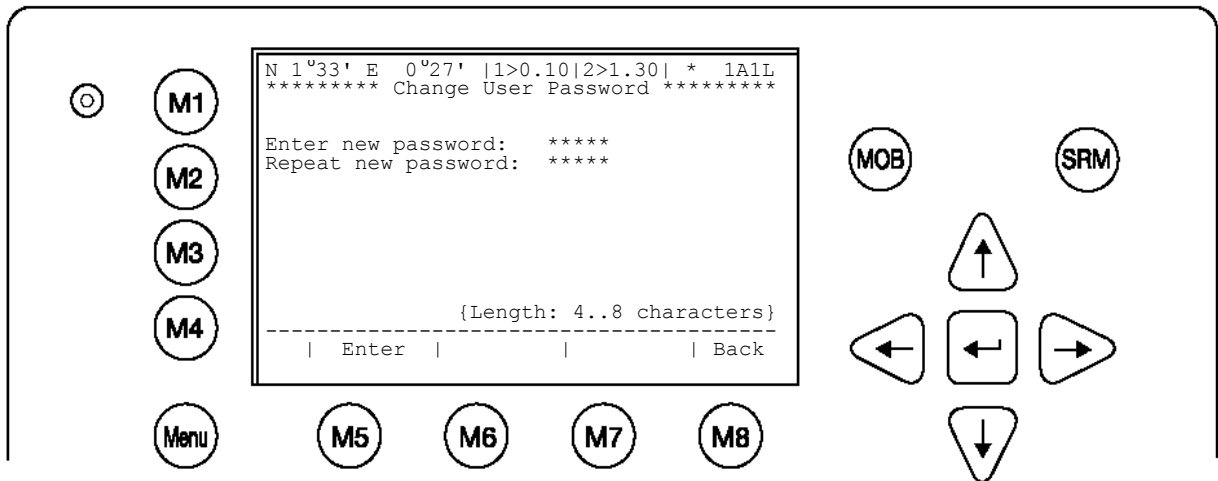 N 1°33' E  0°27' |1>0.10|2>1.30| *  1A1L
********* Change User Password *********
Enter new password:   *****
Repeat new password:  *****
{Length: 4..8 characters}
----------------------------------------
|  Enter  |         |         | Back
M1
M2
M3
M4
Menu
M5
M6
M7
M8
MOB
SRM